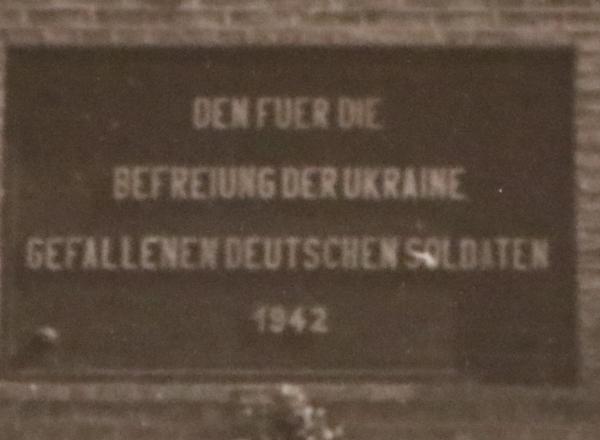 DEN FUER DIE
BEFREIUNG DER UKRAINE
GEFALLENEN DEUTSCHEN SOLDATEN
1942